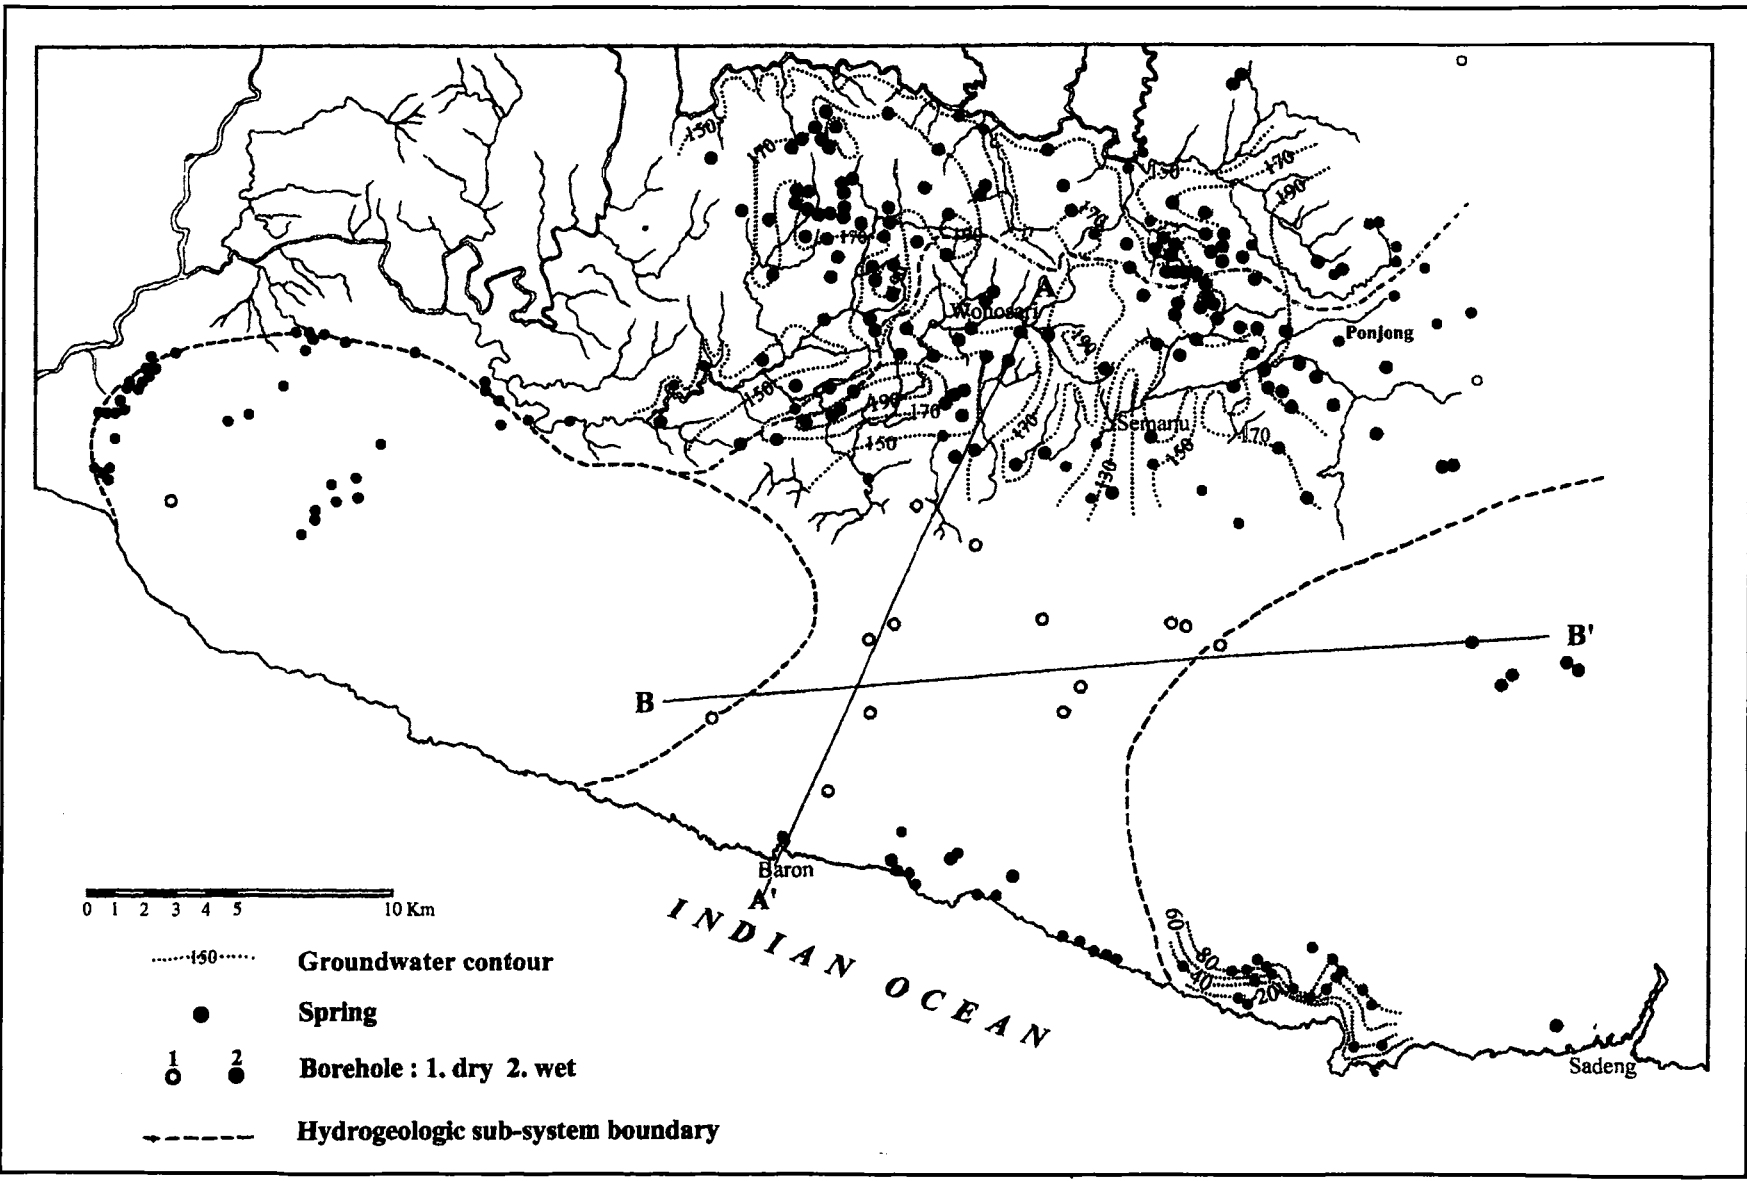 150
170
150
170
190
170
190
170
A
Wonosari
Ponjong
190
150
190
170
150
170
Semanu
170
150
130
B
B'
Baron
A'
INDIAN OCEAN
60
80
40
20
Sadeng
0 1 2 3 4 5 10 Km
150 Groundwater contour
Spring
1 2
Borehole : 1. dry 2. wet
Hydrogeologic sub-system boundary